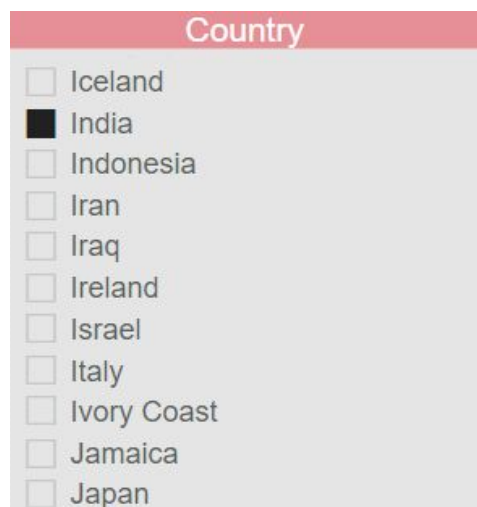 Country
Iceland
India
Indonesia
Iran
Iraq
Ireland
Israel
Italy
Ivory Coast
Jamaica
Japan